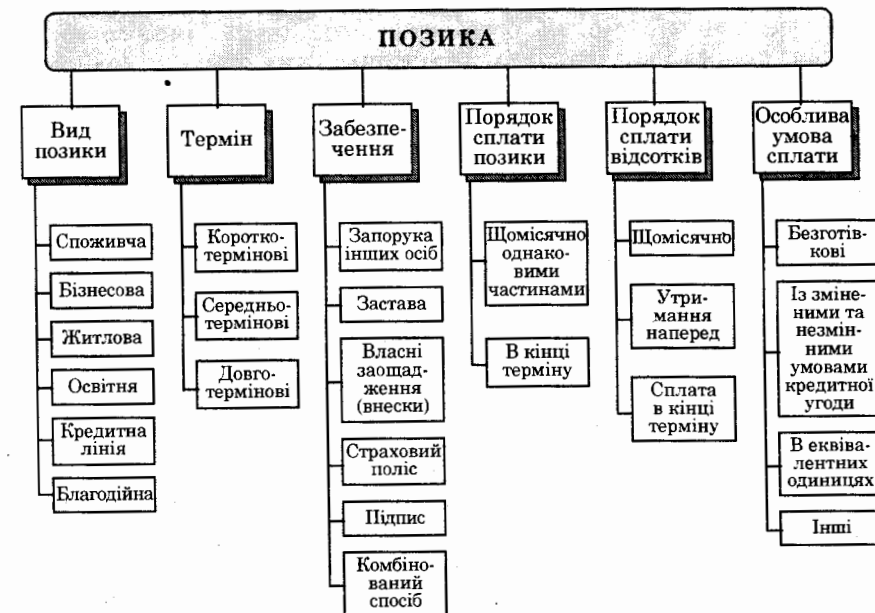 ПОЗИКА
Вид
позики
Споживча
Бізнесова
Житлова
Освітня
Кредитна
лінія
Благодійна
Термін
Коротко-
термінові
Середньо-
термінові
Довго-
термінові
Забезпе-
чення
Запорука
інших осіб
Застава
Власні
заощад-
ження
(внески)
Страховий
поліс
Підпис
Комбіно-
ваний
спосіб
Порядок
сплати
позики
Щомісячно
однако-
вими
частинами
В кінці
терміну
Порядок
сплати
відсотків
Щомісячно
Утри-
мання
наперед
Сплата
в кінці
терміну
Особлива
умова
сплати
Безготів-
кові
Із зміне-
ними та
незмін-
ними
умовами
кредитної
угоди
В еквіва-
лентних
одиницях
Інші